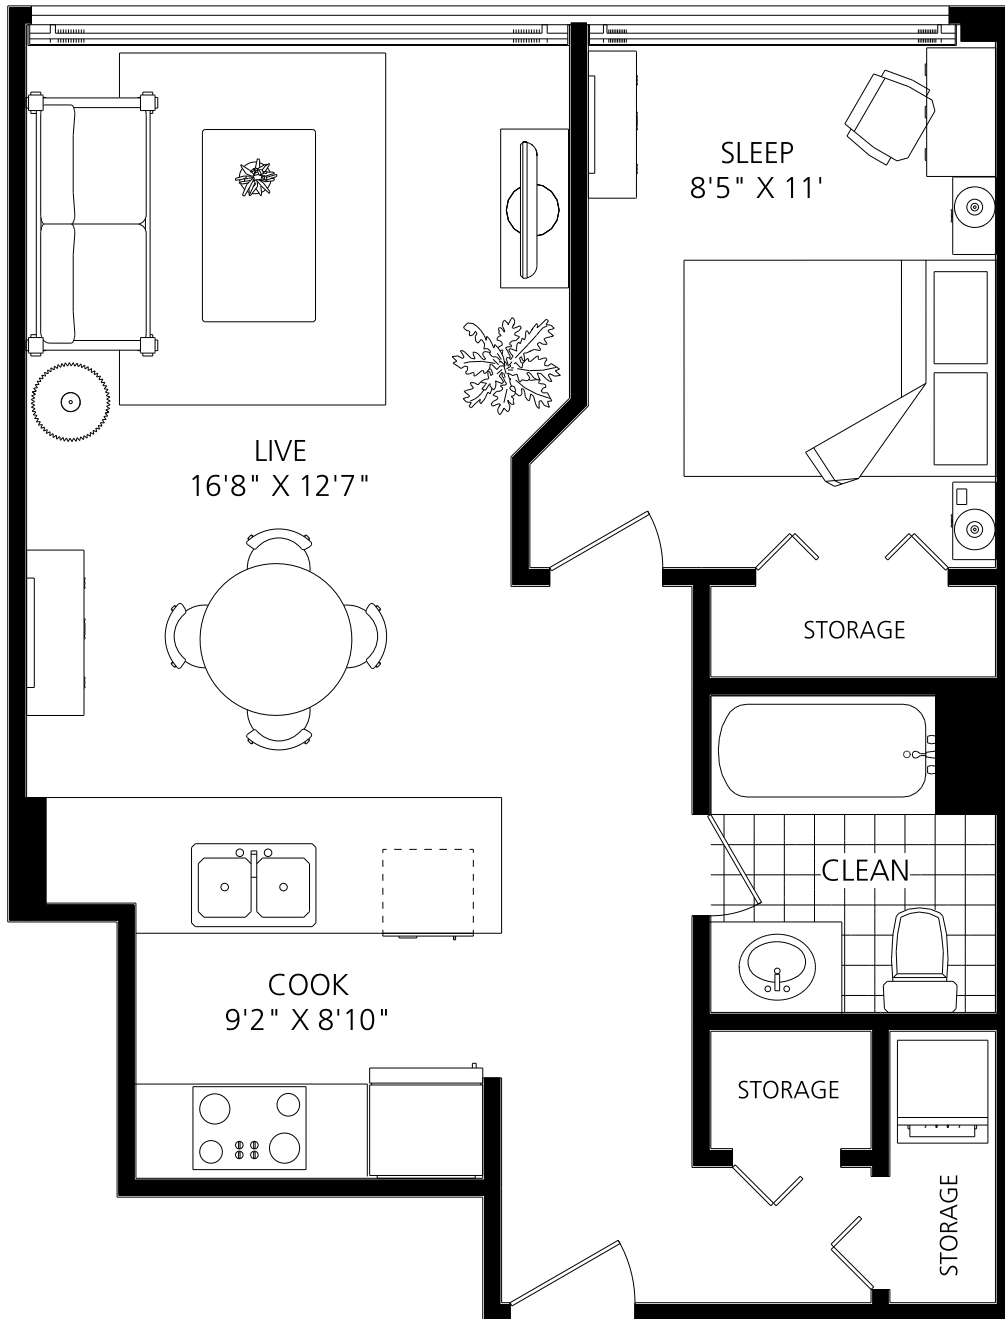 SLEEP
8'5" X 11'
LIVE
16'8" X 12'7"
STORAGE
CLEAN
COOK
9'2" X 8'10"
STORAGE
STORAGE